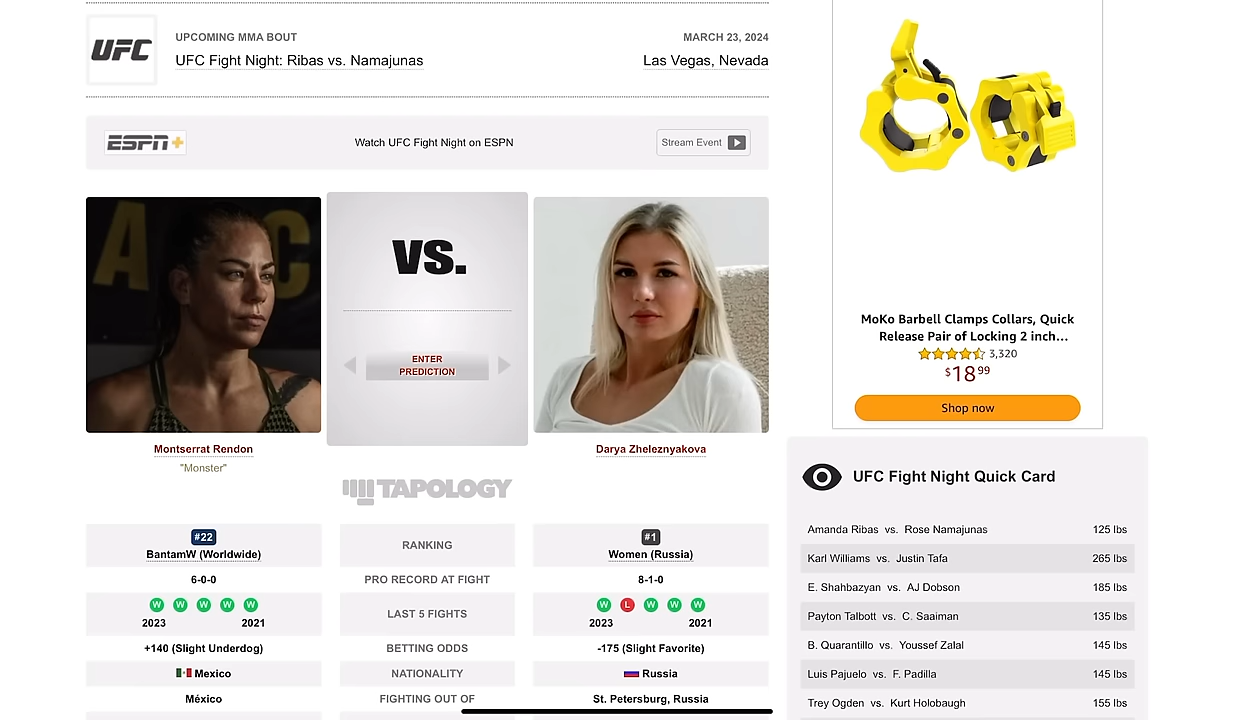 UFC
UPCOMING MMA BOUT
MARCH 23, 2024
UFC Fight Night: Ribas vs. Namajunas
Las Vegas, Nevada
ESPN+
Watch UFC Fight Night on ESPN
Stream Event
A C
VS.
ENTER
PREDICTION
Montserrat Rendon
"Monster"
Darya Zheleznyakova
TAPOLOGY
#22
BantamW (Worldwide)
RANKING
#1
Women (Russia)
6-0-0
PRO RECORD AT FIGHT
8-1-0
W W W W W
2023 2021
LAST 5 FIGHTS
W L W W W
2023 2021
+140 (Slight Underdog)
BETTING ODDS
-175 (Slight Favorite)
Mexico
NATIONALITY
Russia
México
FIGHTING OUT OF
St. Petersburg, Russia
MoKo Barbell Clamps Collars, Quick
Release Pair of Locking 2 inch...
3,320
$18 99
Shop now
UFC Fight Night Quick Card
Amanda Ribas vs. Rose Namajunas 125 lbs
Karl Williams vs. Justin Tafa 265 lbs
E. Shahbazyan vs. AJ Dobson 185 lbs
Payton Talbott vs. C. Saaiman 135 lbs
B. Quarantillo vs. Youssef Zalal 145 lbs
Luis Pajuelo vs. F. Padilla 145 lbs
Trey Ogden vs. Kurt Holobaugh 155 lbs